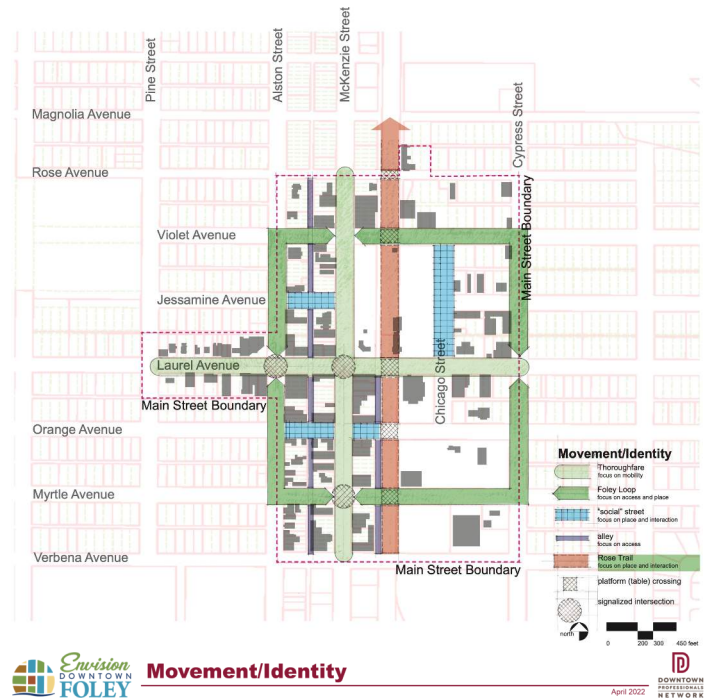 Pine Street
Alston Street
McKenzie Street
Cypress Street
Magnolia Avenue
Rose Avenue
Violet Avenue
Main Street Boundary
Jessamine Avenue
Laurel Avenue
Chicago Street
Main Street Boundary
Orange Avenue
Myrtle Avenue
Verbena Avenue
Main Street Boundary
Movement/Identity
Thoroughfare
focus on mobility
Foley Loop
focus on access and place
"social" street
focus on place and interaction
alley
focus on access
Rose Trail
focus on place and interaction
platform (table) crossing
signalized intersection
north
0 200 300 450 feet
Envision
DOWNTOWN
FOLEY
Movement/Identity
April 2022
D
DOWNTOWN
PROFESSIONALS
NETWORK